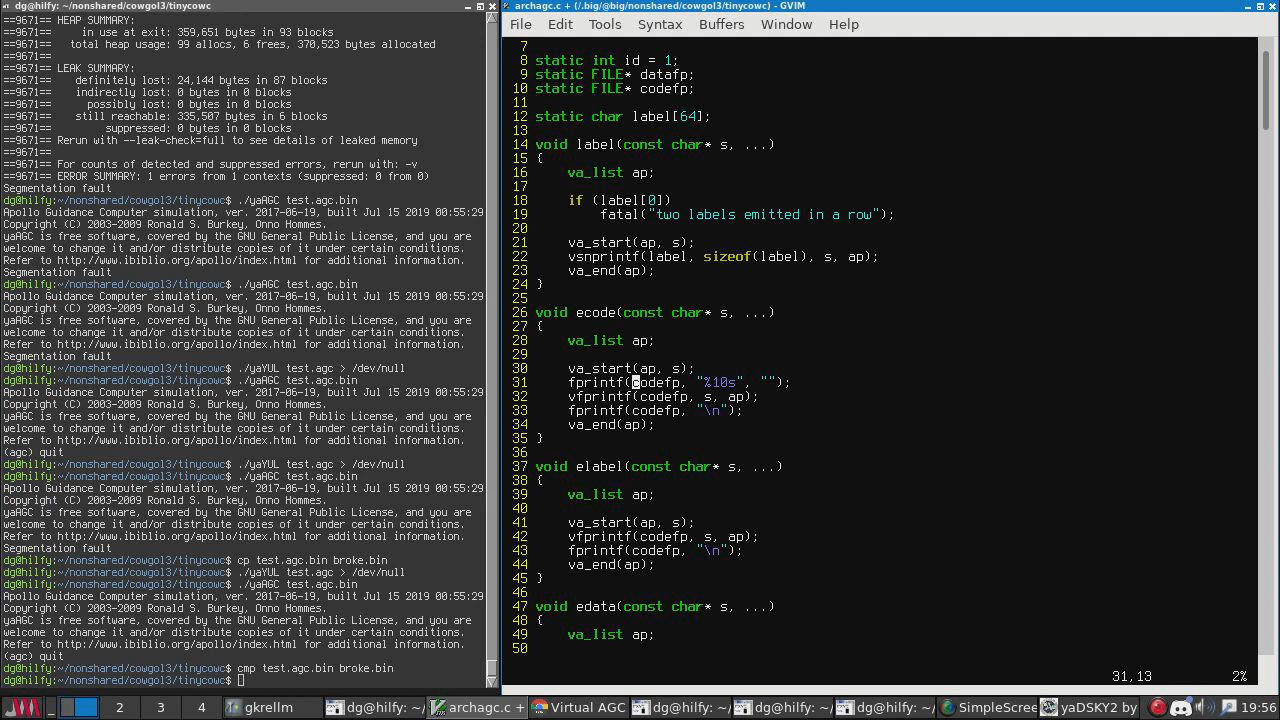 dg@hilfy: ~/nonshared/cowgol3/tinycowc
==9671== HEAP SUMMARY:
==9671==     in use at exit: 359,651 bytes in 93 blocks
==9671==   total heap usage: 99 allocs, 6 frees, 370,523 bytes allocated
==9671==
==9671== LEAK SUMMARY:
==9671==    definitely lost: 24,144 bytes in 87 blocks
==9671==    indirectly lost: 0 bytes in 0 blocks
==9671==      possibly lost: 0 bytes in 0 blocks
==9671==    still reachable: 335,507 bytes in 6 blocks
==9671==         suppressed: 0 bytes in 0 blocks
==9671== Rerun with --leak-check=full to see details of leaked memory
==9671==
==9671== For counts of detected and suppressed errors, rerun with: -v
==9671== ERROR SUMMARY: 1 errors from 1 contexts (suppressed: 0 from 0)
Segmentation fault
dg@hilfy:~/nonshared/cowgol3/tinycowc$ ./yaAGC test.agc.bin
Apollo Guidance Computer simulation, ver. 2017-06-19, built Jul 15 2019 00:55:29
Copyright (C) 2003-2009 Ronald S. Burkey, Onno Hommes.
yaAGC is free software, covered by the GNU General Public License, and you are
welcome to change it and/or distribute copies of it under certain conditions.
Refer to http://www.ibiblio.org/apollo/index.html for additional information.
Segmentation fault
dg@hilfy:~/nonshared/cowgol3/tinycowc$ ./yaAGC test.agc.bin
Apollo Guidance Computer simulation, ver. 2017-06-19, built Jul 15 2019 00:55:29
Copyright (C) 2003-2009 Ronald S. Burkey, Onno Hommes.
yaAGC is free software, covered by the GNU General Public License, and you are
welcome to change it and/or distribute copies of it under certain conditions.
Refer to http://www.ibiblio.org/apollo/index.html for additional information.
Segmentation fault
dg@hilfy:~/nonshared/cowgol3/tinycowc$ ./yaYUL test.agc > /dev/null
dg@hilfy:~/nonshared/cowgol3/tinycowc$ ./yaAGC test.agc.bin
Apollo Guidance Computer simulation, ver. 2017-06-19, built Jul 15 2019 00:55:29
Copyright (C) 2003-2009 Ronald S. Burkey, Onno Hommes.
yaAGC is free software, covered by the GNU General Public License, and you are
welcome to change it and/or distribute copies of it under certain conditions.
Refer to http://www.ibiblio.org/apollo/index.html for additional information.
(agc) quit
dg@hilfy:~/nonshared/cowgol3/tinycowc$ ./yaYUL test.agc > /dev/null
dg@hilfy:~/nonshared/cowgol3/tinycowc$ ./yaAGC test.agc.bin
Apollo Guidance Computer simulation, ver. 2017-06-19, built Jul 15 2019 00:55:29
Copyright (C) 2003-2009 Ronald S. Burkey, Onno Hommes.
yaAGC is free software, covered by the GNU General Public License, and you are
welcome to change it and/or distribute copies of it under certain conditions.
Refer to http://www.ibiblio.org/apollo/index.html for additional information.
Segmentation fault
dg@hilfy:~/nonshared/cowgol3/tinycowc$ cp test.agc.bin broke.bin
dg@hilfy:~/nonshared/cowgol3/tinycowc$ ./yaYUL test.agc > /dev/null
dg@hilfy:~/nonshared/cowgol3/tinycowc$ ./yaAGC test.agc.bin
Apollo Guidance Computer simulation, ver. 2017-06-19, built Jul 15 2019 00:55:29
Copyright (C) 2003-2009 Ronald S. Burkey, Onno Hommes.
yaAGC is free software, covered by the GNU General Public License, and you are
welcome to change it and/or distribute copies of it under certain conditions.
Refer to http://www.ibiblio.org/apollo/index.html for additional information.
(agc) quit
dg@hilfy:~/nonshared/cowgol3/tinycowc$ cmp test.agc.bin broke.bin
dg@hilfy:~/nonshared/cowgol3/tinycowc$
archagc.c + (/.big/@big/nonshared/cowgol3/tinycowc) - GVIM
File Edit Tools Syntax Buffers Window Help
7
8 static int id = 1;
9 static FILE* datafp;
10 static FILE* codefp;
11
12 static char label[64];
13
14 void label(const char* s, ...)
15 {
16     va_list ap;
17
18     if (label[0])
19         fatal("two labels emitted in a row");
20
21     va_start(ap, s);
22     vsnprintf(label, sizeof(label), s, ap);
23     va_end(ap);
24 }
25
26 void ecode(const char* s, ...)
27 {
28     va_list ap;
29
30     va_start(ap, s);
31     fprintf(codefp, "%10s", "");
32     vfprintf(codefp, s, ap);
33     fprintf(codefp, "\n");
34     va_end(ap);
35 }
36
37 void elabel(const char* s, ...)
38 {
39     va_list ap;
40
41     va_start(ap, s);
42     vfprintf(codefp, s, ap);
43     fprintf(codefp, "\n");
44     va_end(ap);
45 }
46
47 void edata(const char* s, ...)
48 {
49     va_list ap;
50
31,13 2%
2 3 4 gkrellm dg@hilfy: ~/ archagc.c + Virtual AGC dg@hilfy: ~/ dg@hilfy: ~/ dg@hilfy: ~/ SimpleScree yaDSKY2 by 19:56